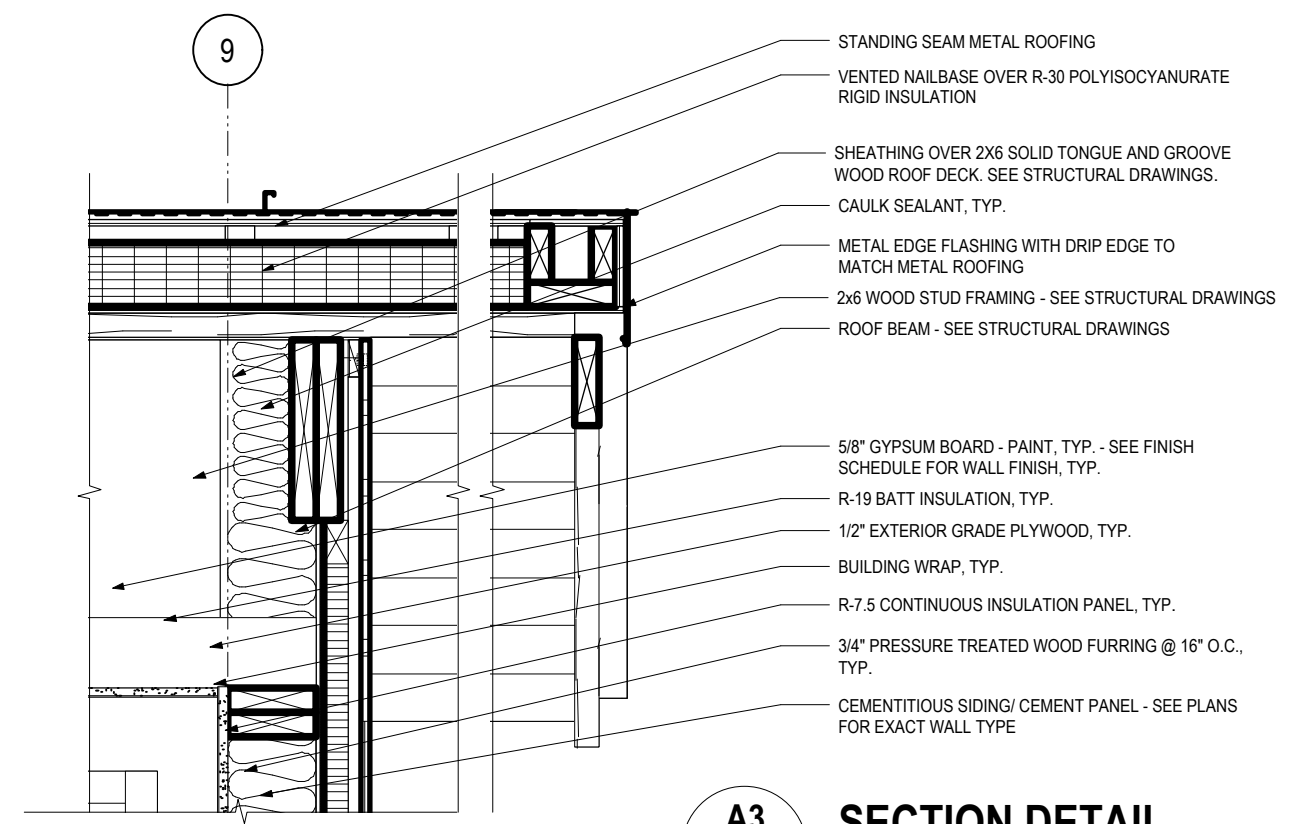 9
STANDING SEAM METAL ROOFING
VENTED NAILBASE OVER R-30 POLYISOCYANURATE
RIGID INSULATION
SHEATHING OVER 2X6 SOLID TONGUE AND GROOVE
WOOD ROOF DECK. SEE STRUCTURAL DRAWINGS.
CAULK SEALANT, TYP.
METAL EDGE FLASHING WITH DRIP EDGE TO
MATCH METAL ROOFING
2x6 WOOD STUD FRAMING - SEE STRUCTURAL DRAWINGS
ROOF BEAM - SEE STRUCTURAL DRAWINGS
5/8" GYPSUM BOARD - PAINT, TYP. - SEE FINISH
SCHEDULE FOR WALL FINISH, TYP.
R-19 BATT INSULATION, TYP.
1/2" EXTERIOR GRADE PLYWOOD, TYP.
BUILDING WRAP, TYP.
R-7.5 CONTINUOUS INSULATION PANEL, TYP.
3/4" PRESSURE TREATED WOOD FURRING @ 16" O.C.,
TYP.
CEMENTITIOUS SIDING/ CEMENT PANEL - SEE PLANS
FOR EXACT WALL TYPE
A3
SECTION DETAIL